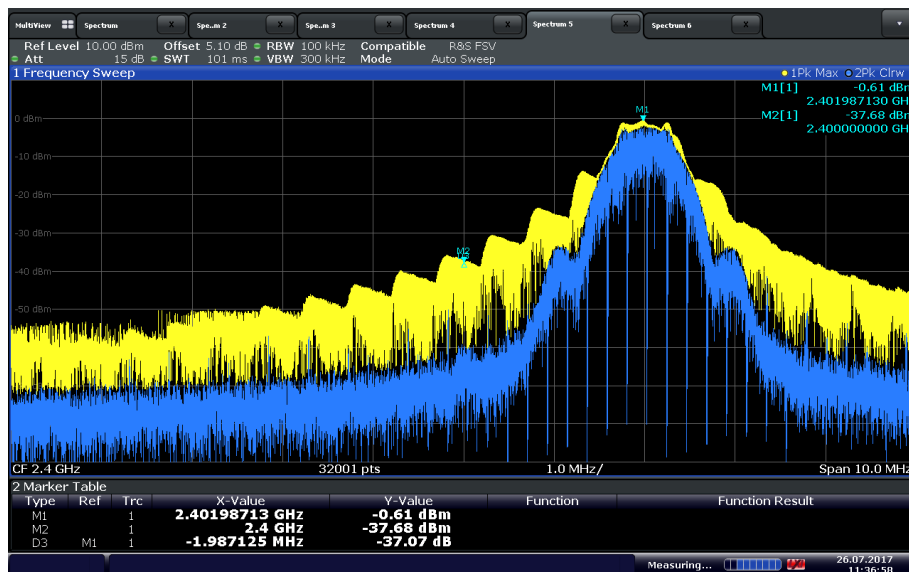 MultiView Spectrum X Spe..m 2 X Spe..m 3 X Spectrum 4 X Spectrum 5 X Spectrum 6 X
Ref Level 10.00 dBm Offset 5.10 dB RBW 100 kHz Compatible R&S FSV
Att 15 dB SWT 101 ms VBW 300 kHz Mode Auto Sweep
1 Frequency Sweep 1Pk Max 2Pk Clrw
M1[1] -0.61 dBm
2.401987130 GH
M2[1] -37.68 dBm
2.400000000 GH
M1
0 dBm
-10 dBm
-20 dBm
-30 dBm
M2
-40 dBm
-50 dBm
CF 2.4 GHz 32001 pts 1.0 MHz/ Span 10.0 MHz
2 Marker Table
Type Ref Trc X-Value Y-Value Function Function Result
M1 1 2.40198713 GHz -0.61 dBm
M2 1 2.4 GHz -37.68 dBm
D3 M1 1 -1.987125 MHz -37.07 dB
Measuring... 26.07.2017
11:36:58